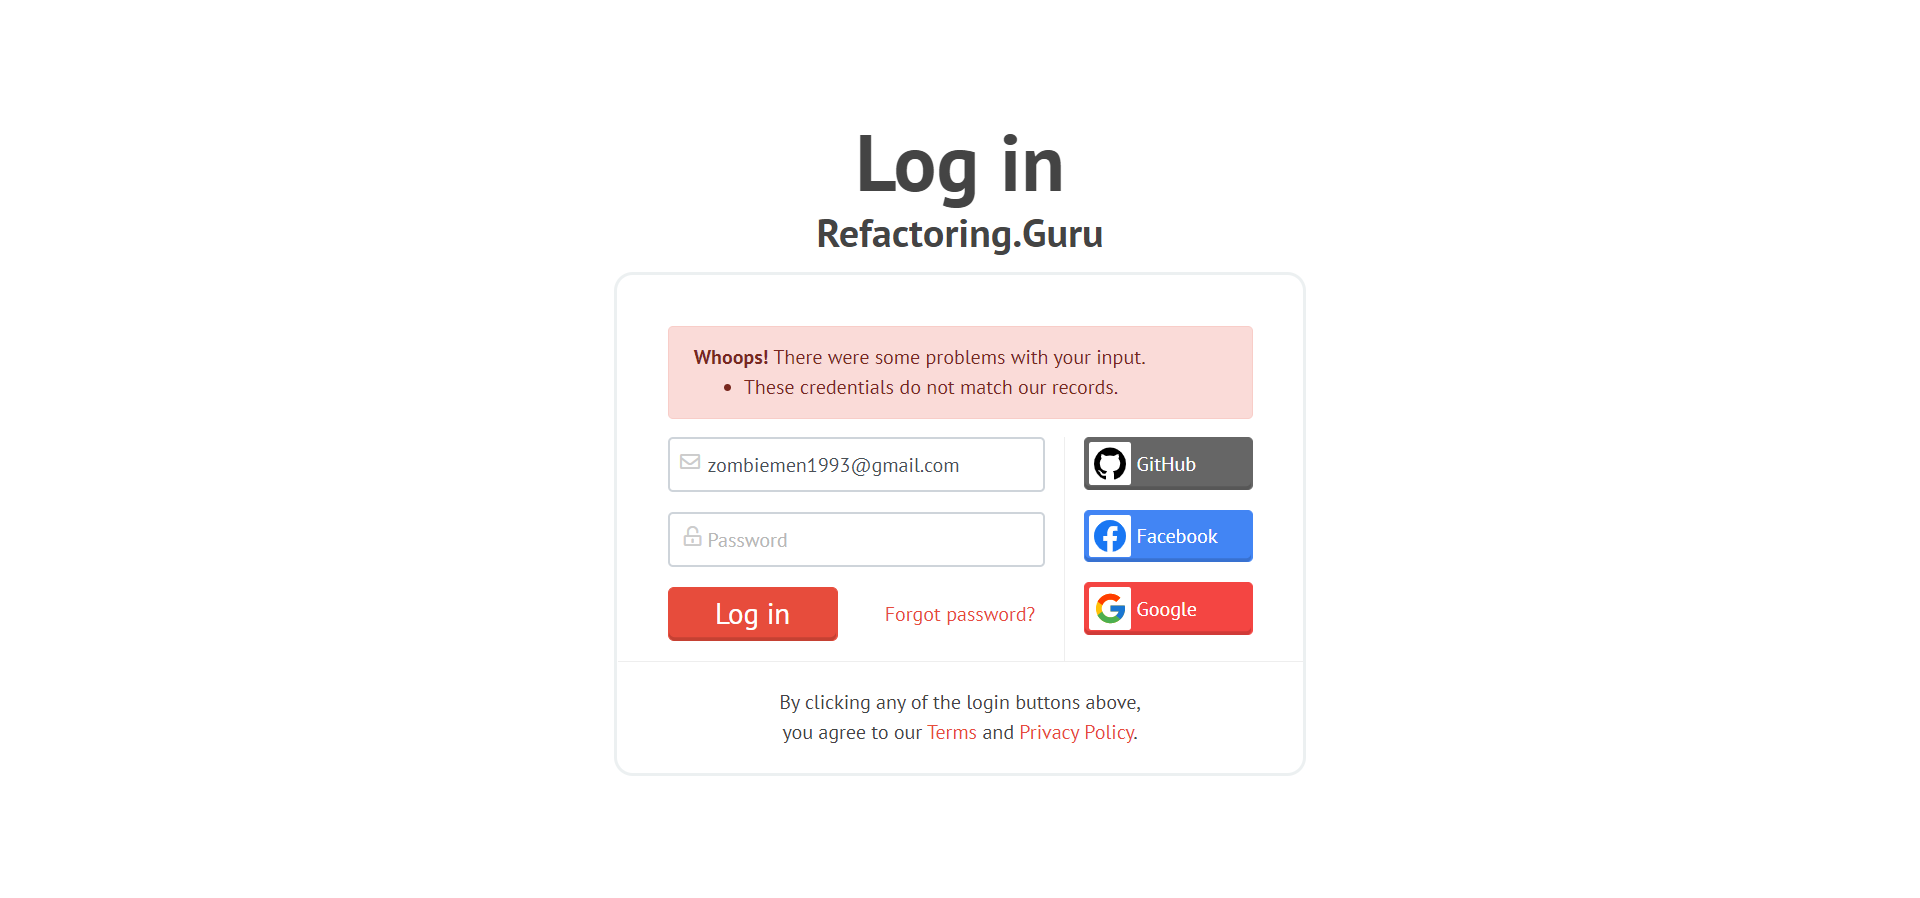 Log in
Refactoring.Guru
Whoops! There were some problems with your input.
• These credentials do not match our records.
zombiemen1993@gmail.com
GitHub
Password
Facebook
Log in
Forgot password?
Google
By clicking any of the login buttons above,
you agree to our Terms and Privacy Policy.